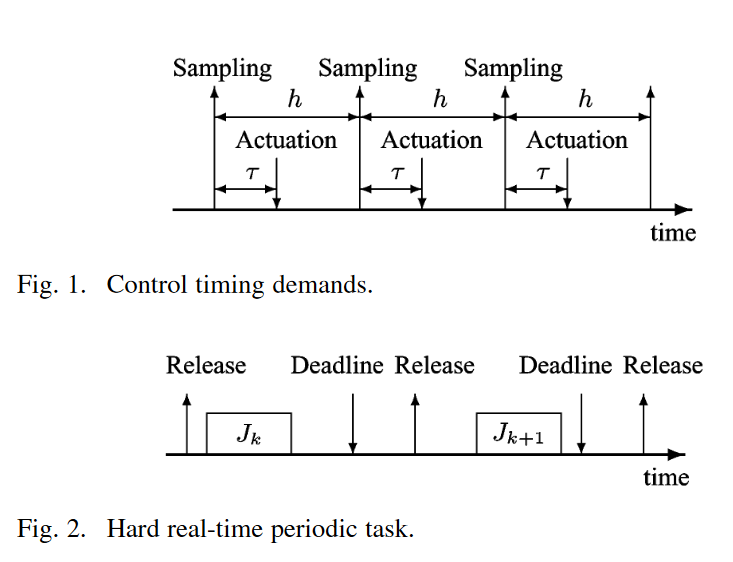 Sampling Sampling Sampling
h h h
Actuation Actuation Actuation
τ τ τ
time
Fig. 1. Control timing demands.
Release Deadline Release Deadline Release
J_k J_{k+1}
time
Fig. 2. Hard real-time periodic task.